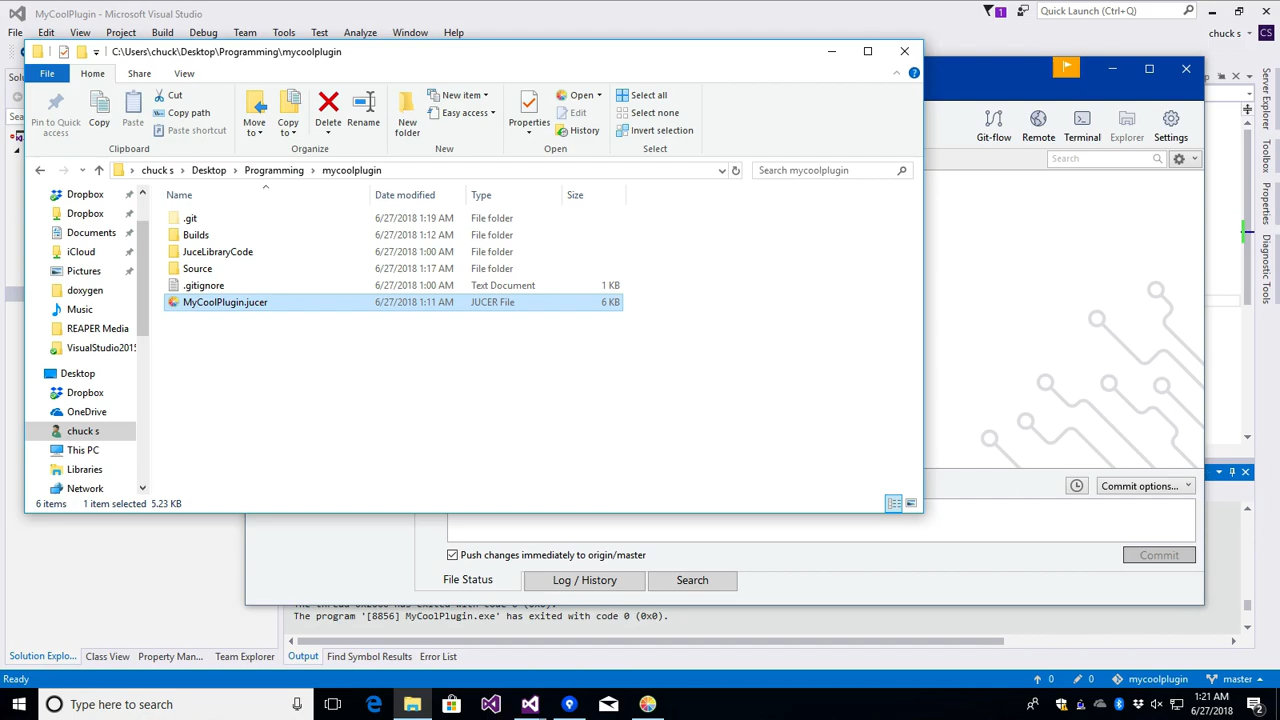 MyCoolPlugin - Microsoft Visual Studio
1
Quick Launch (Ctrl+Q)
File Edit View Project Build Debug Team Tools Test Analyze Window Help
chuck s
CS
C:\Users\chuck\Desktop\Programming\mycoolplugin
File Home Share View
Pin to Quick access
Copy
Paste
Cut
Copy path
Paste shortcut
Clipboard
Move to
Copy to
Delete
Rename
Organize
New folder
New item
Easy access
New
Properties
Open
Edit
History
Open
Select all
Select none
Invert selection
Select
Git-flow Remote Terminal Explorer Settings
Search
chuck s Desktop Programming mycoolplugin
Search mycoolplugin
Name Date modified Type Size
.git 6/27/2018 1:19 AM File folder
Builds 6/27/2018 1:12 AM File folder
JuceLibraryCode 6/27/2018 1:00 AM File folder
Source 6/27/2018 1:17 AM File folder
.gitignore 6/27/2018 1:00 AM Text Document 1 KB
MyCoolPlugin.jucer 6/27/2018 1:11 AM JUCER File 6 KB
Dropbox
Dropbox
Documents
iCloud
Pictures
doxygen
Music
REAPER Media
VisualStudio2015
Desktop
Dropbox
OneDrive
chuck s
This PC
Libraries
Network
6 items 1 item selected 5.23 KB
Server Explorer
Toolbox
Properties
Diagnostic Tools
Commit options...
Push changes immediately to origin/master
Commit
File Status Log / History Search
The program '[8856] MyCoolPlugin.exe' has exited with code 0 (0x0).
Solution Explo... Class View Property Man... Team Explorer Output Find Symbol Results Error List
Ready
0 0 mycoolplugin master
Type here to search
1:21 AM
6/27/2018
2